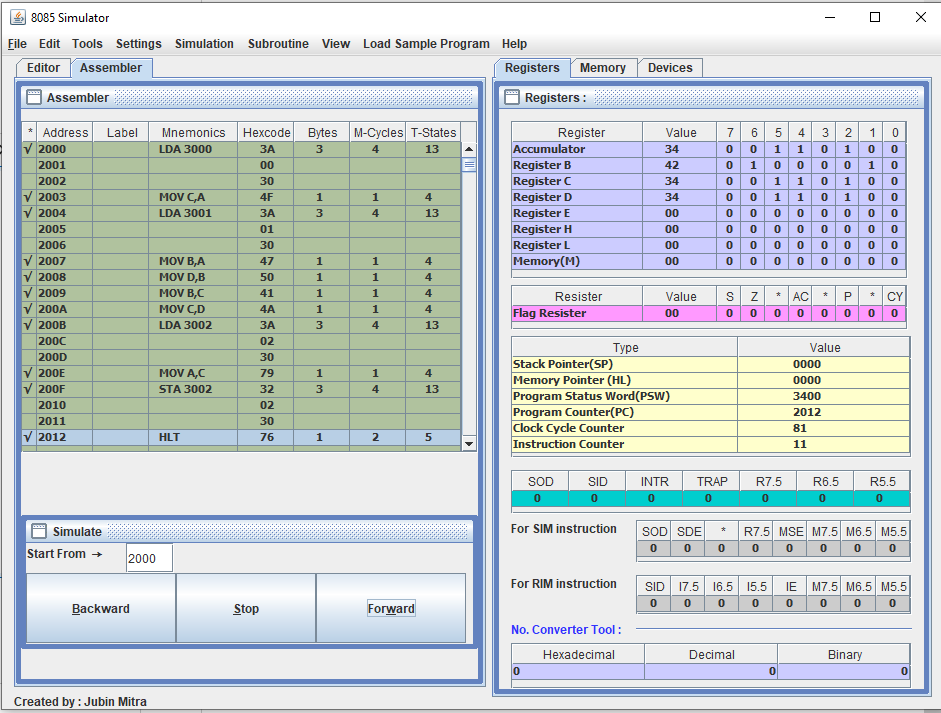 8085 Simulator
File Edit Tools Settings Simulation Subroutine View Load Sample Program Help
Editor Assembler
Assembler
* Address Label Mnemonics Hexcode Bytes M-Cycles T-States
√ 2000 LDA 3000 3A 3 4 13
2001 00
2002 30
√ 2003 MOV C,A 4F 1 1 4
√ 2004 LDA 3001 3A 3 4 13
2005 01
2006 30
√ 2007 MOV B,A 47 1 1 4
√ 2008 MOV D,B 50 1 1 4
√ 2009 MOV B,C 41 1 1 4
√ 200A MOV C,D 4A 1 1 4
√ 200B LDA 3002 3A 3 4 13
200C 02
200D 30
√ 200E MOV A,C 79 1 1 4
√ 200F STA 3002 32 3 4 13
2010 02
2011 30
√ 2012 HLT 76 1 2 5
Simulate
Start From → 2000
Backward Stop Forward
Created by : Jubin Mitra
Registers Memory Devices
Registers :
Register Value 7 6 5 4 3 2 1 0
Accumulator 34 0 0 1 1 0 1 0 0
Register B 42 0 1 0 0 0 0 1 0
Register C 34 0 0 1 1 0 1 0 0
Register D 34 0 0 1 1 0 1 0 0
Register E 00 0 0 0 0 0 0 0 0
Register H 00 0 0 0 0 0 0 0 0
Register L 00 0 0 0 0 0 0 0 0
Memory(M) 00 0 0 0 0 0 0 0 0
Resister Value S Z * AC * P * CY
Flag Resister 00 0 0 0 0 0 0 0 0
Type Value
Stack Pointer(SP) 0000
Memory Pointer (HL) 0000
Program Status Word(PSW) 3400
Program Counter(PC) 2012
Clock Cycle Counter 81
Instruction Counter 11
SOD SID INTR TRAP R7.5 R6.5 R5.5
0 0 0 0 0 0 0
For SIM instruction
SOD SDE * R7.5 MSE M7.5 M6.5 M5.5
0 0 0 0 0 0 0 0
For RIM instruction
SID I7.5 I6.5 I5.5 IE M7.5 M6.5 M5.5
0 0 0 0 0 0 0 0
No. Converter Tool :
Hexadecimal Decimal Binary
0 0 0